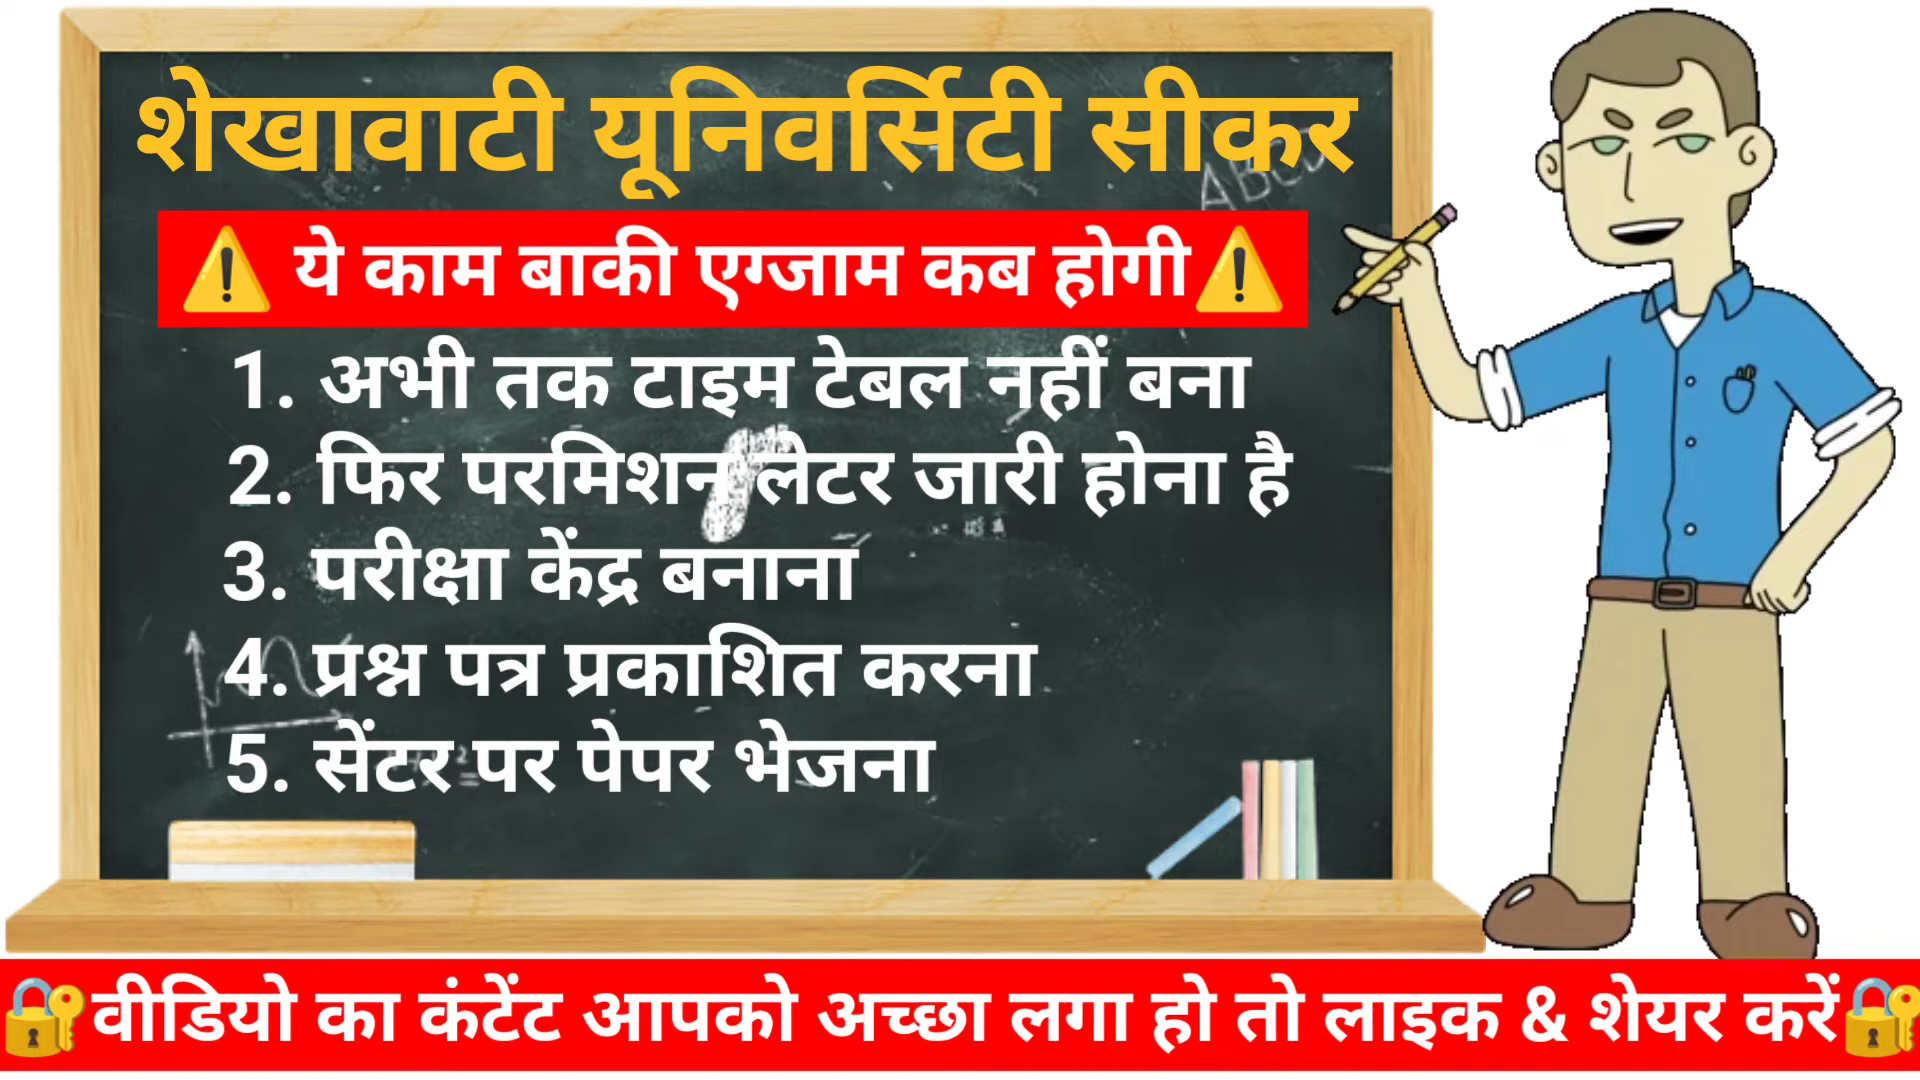 शेखावाटी यूनिवर्सिटी सीकर
⚠️ ये काम बाकी एग्जाम कब होगी⚠️
1. अभी तक टाइम टेबल नहीं बना
2. फिर परमिशन लेटर जारी होना है
3. परीक्षा केंद्र बनाना
4. प्रश्न पत्र प्रकाशित करना
5. सेंटर पर पेपर भेजना
🔐वीडियो का कंटेंट आपको अच्छा लगा हो तो लाइक & शेयर करें🔐